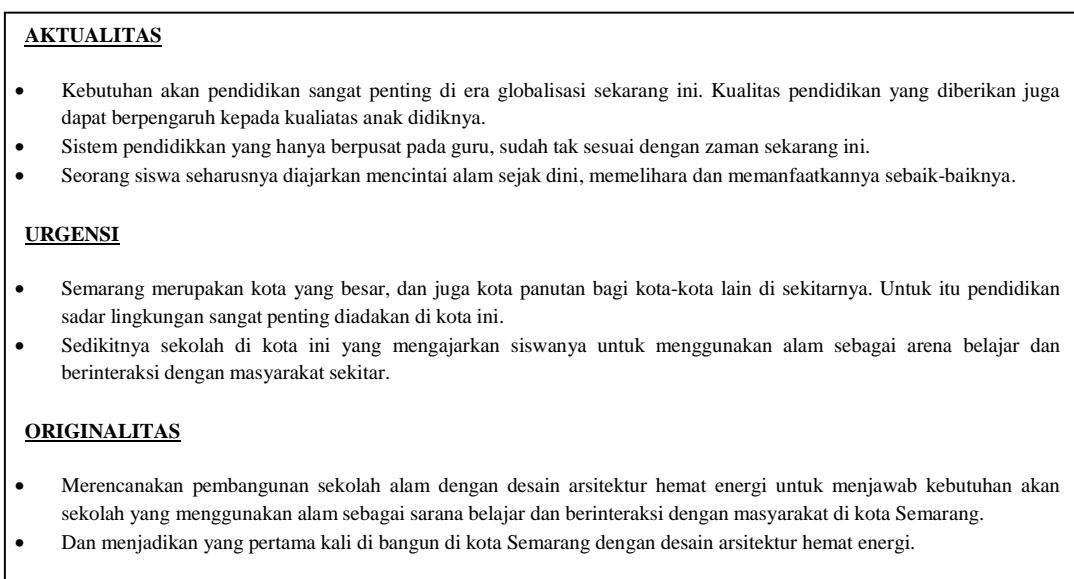 AKTUALITAS
• Kebutuhan akan pendidikan sangat penting di era globalisasi sekarang ini. Kualitas pendidikan yang diberikan juga
dapat berpengaruh kepada kualiatas anak didiknya.
• Sistem pendidikkan yang hanya berpusat pada guru, sudah tak sesuai dengan zaman sekarang ini.
• Seorang siswa seharusnya diajarkan mencintai alam sejak dini, memelihara dan memanfaatkannya sebaik-baiknya.
URGENSI
• Semarang merupakan kota yang besar, dan juga kota panutan bagi kota-kota lain di sekitarnya. Untuk itu pendidikan
sadar lingkungan sangat penting diadakan di kota ini.
• Sedikitnya sekolah di kota ini yang mengajarkan siswanya untuk menggunakan alam sebagai arena belajar dan
berinteraksi dengan masyarakat sekitar.
ORIGINALITAS
• Merencanakan pembangunan sekolah alam dengan desain arsitektur hemat energi untuk menjawab kebutuhan akan
sekolah yang menggunakan alam sebagai sarana belajar dan berinteraksi dengan masyarakat di kota Semarang.
• Dan menjadikan yang pertama kali di bangun di kota Semarang dengan desain arsitektur hemat energi.